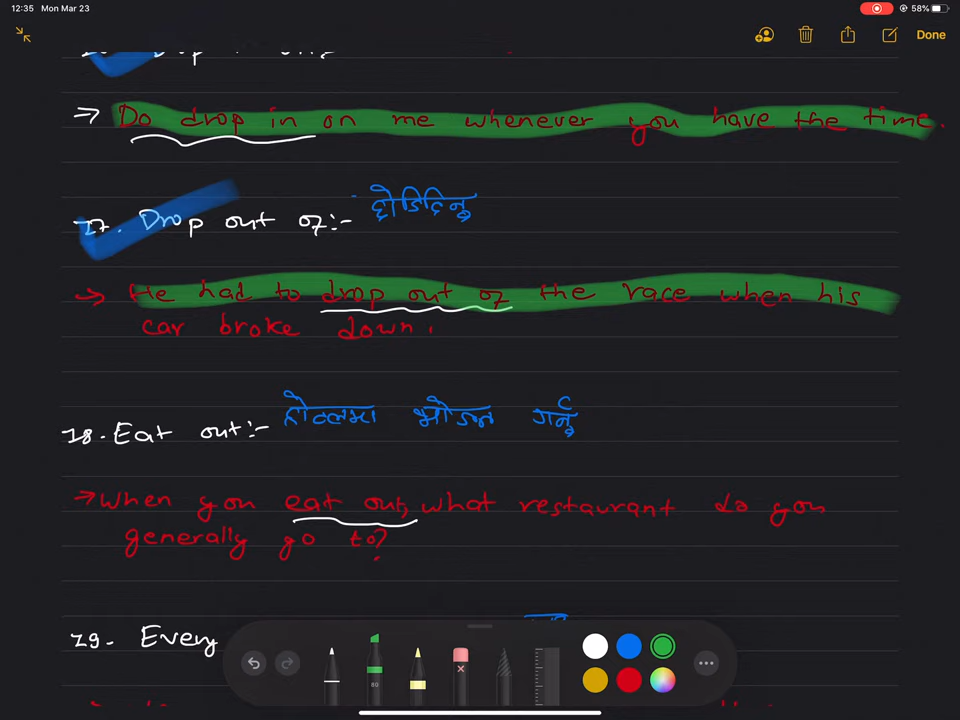 12:35 Mon Mar 23 58%
Done
Drop
→ Do drop in on me whenever you have the time.
17. Drop out of:- छोडिदिनु
→ He had to drop out of the race when his
car broke down.
18. Eat out:- होटलमा भोजन गर्नु
→ When you eat out, what restaurant do you
generally go to?
19. Every
80